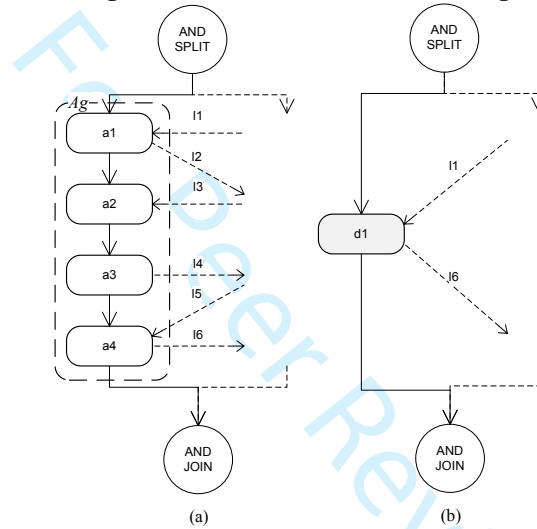 AND
SPLIT
Ag
a1
l1
l2
l3
a2
a3
l4
l5
a4
l6
AND
JOIN
(a)
AND
SPLIT
l1
d1
l6
AND
JOIN
(b)
For Peer Rev